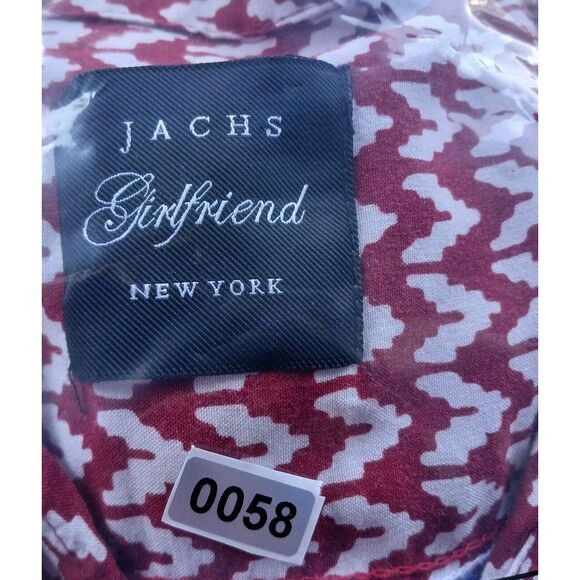 JACHS
Girlfriend
NEW YORK
0058